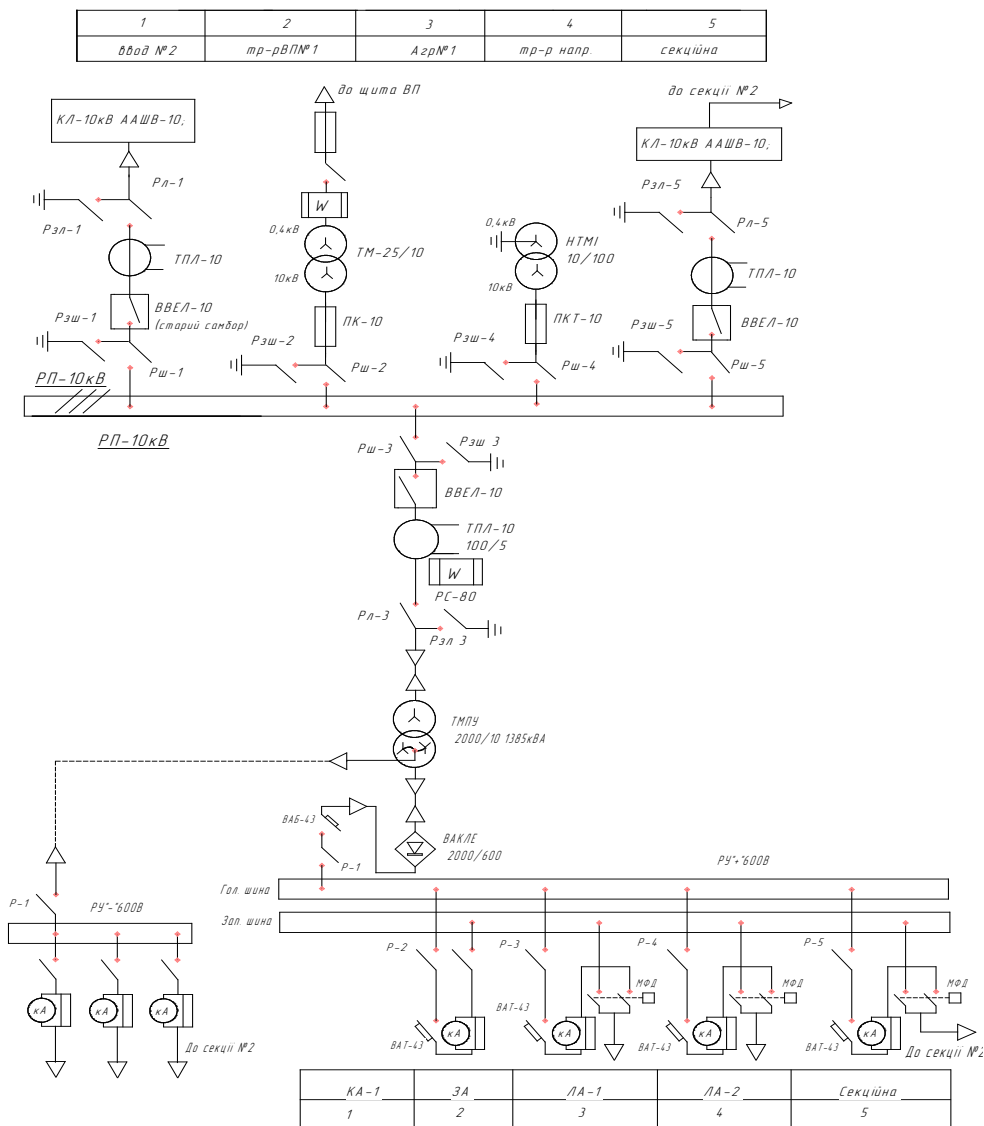 1 2 3 4 5
ввод №2 тр-рВП№1 Агр№1 тр-р напр. секційна
до щита ВП
до секції №2
КЛ-10кВ ААШВ-10;
КЛ-10кВ ААШВ-10;
Рл-1
Рзл-1
W
Рзл-5
Рл-5
0,4кВ
ТМ-25/10
10кВ
0,4кВ
НТМІ
10/100
10кВ
ТПЛ-10
ТПЛ-10
Рзш-1
ВВЕЛ-10
(старий самбор)
Рш-1
Рзш-2
ПК-10
Рш-2
Рзш-4
ПКТ-10
Рш-4
Рзш-5
ВВЕЛ-10
Рш-5
РП-10кВ
РП-10кВ
Рш-3
Рзш 3
ВВЕЛ-10
ТПЛ-10
100/5
W
РС-80
Рл-3
Рзл 3
ТМПУ
2000/10 1385кВА
ВАБ-43
Р-1
ВАКЛЕ
2000/600
РУ"+"600В
Гол. шина
Зап. шина
Р-1
РУ"-"600В
Р-2
Р-3
Р-4
Р-5
МФД
МФД
МФД
кА кА кА
кА кА кА кА
ВАТ-43
ВАТ-43
ВАТ-43
ВАТ-43
ВАТ-43
До секції №2
До секції №2
КА-1 ЗА ЛА-1 ЛА-2 Секційна
1 2 3 4 5